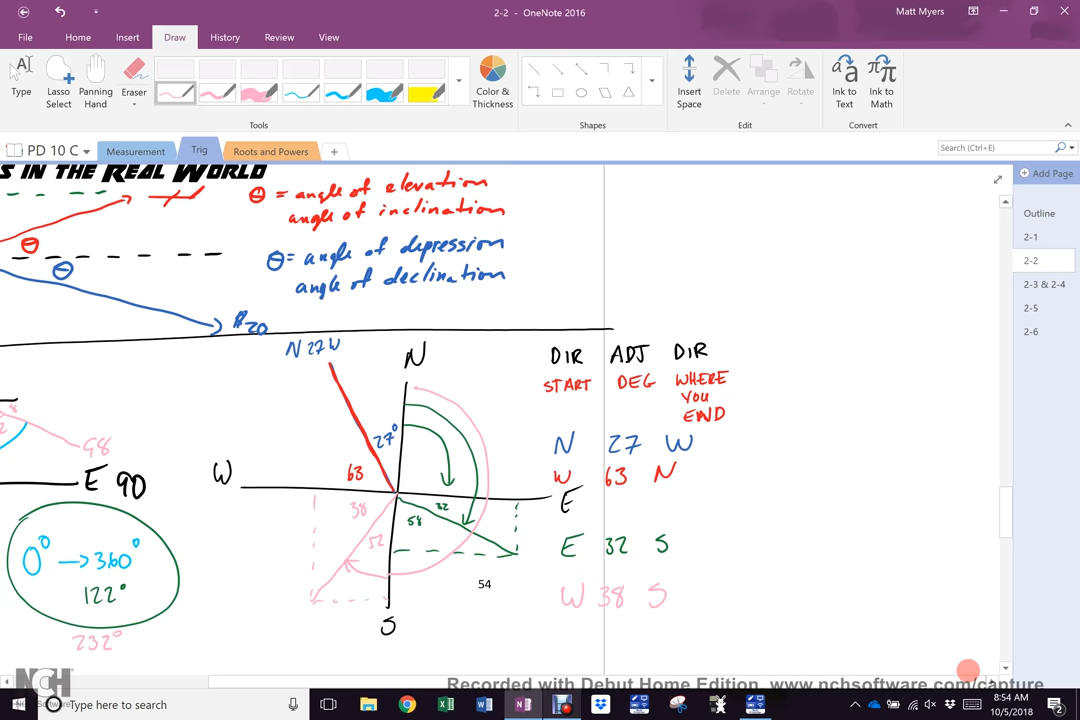 2-2 - OneNote 2016
Matt Myers
File Home Insert Draw History Review View
Type
Lasso Select
Panning Hand
Eraser
Color & Thickness
Insert Space
Delete
Arrange
Rotate
Ink to Text
Ink to Math
Tools
Shapes
Edit
Convert
PD 10 C
Measurement
Trig
Roots and Powers
Search (Ctrl+E)
Add Page
Outline
2-1
2-2
2-3 & 2-4
2-5
2-6
S IN THE REAL WORLD
θ = angle of elevation
angle of inclination
θ
θ
θ = angle of depression
angle of declination
$20
N 27 W
N
DIR ADJ DIR
START DEG WHERE
YOU
END
27°
N 27 W
98
W
63
W 63 N
E 90
E
38
58
32
52
E 32 S
0° → 360°
122°
54
W 38 S
S
232°
NCH Software
Recorded with Debut Home Edition. www.nchsoftware.com/capture
Type here to search
8:54 AM
10/5/2018
2